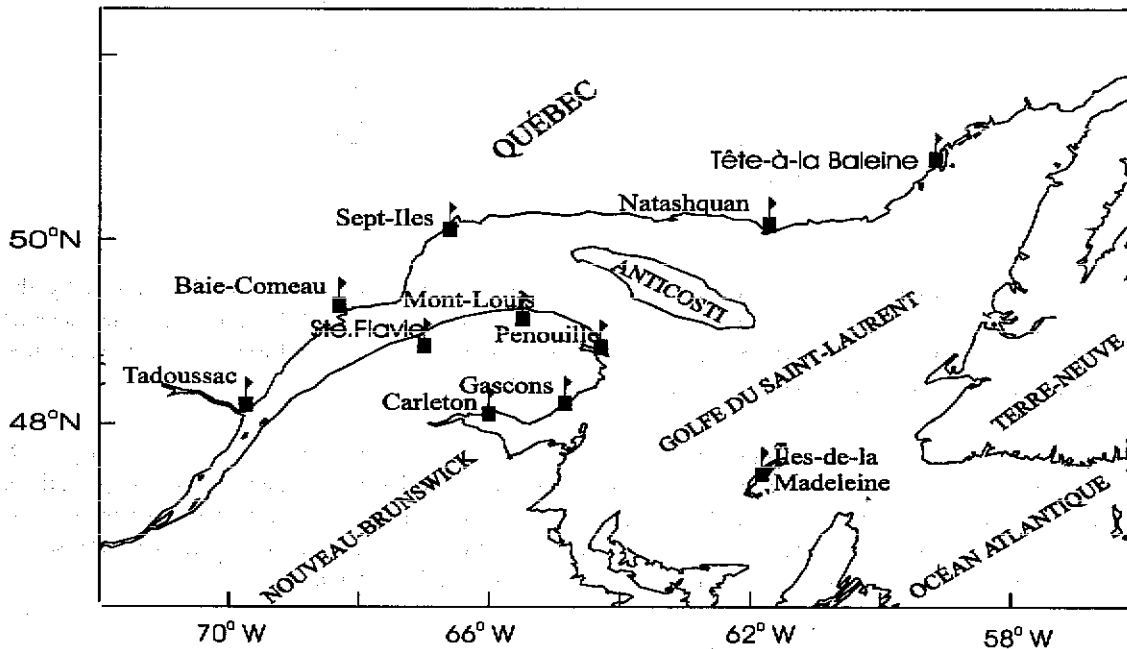 QUÉBEC
Tête-à-la Baleine
Natashquan
Sept-Iles
50°N
ANTICOSTI
Baie-Comeau
Mont-Louis
Ste.Flavie
Penouille
GOLFE DU SAINT-LAURENT
Tadoussac
Gascons
Carleton
TERRE-NEUVE
48°N
Îles-de-la
Madeleine
NOUVEAU-BRUNSWICK
OCÉAN ATLANTIQUE
70° W
66° W
62° W
58° W